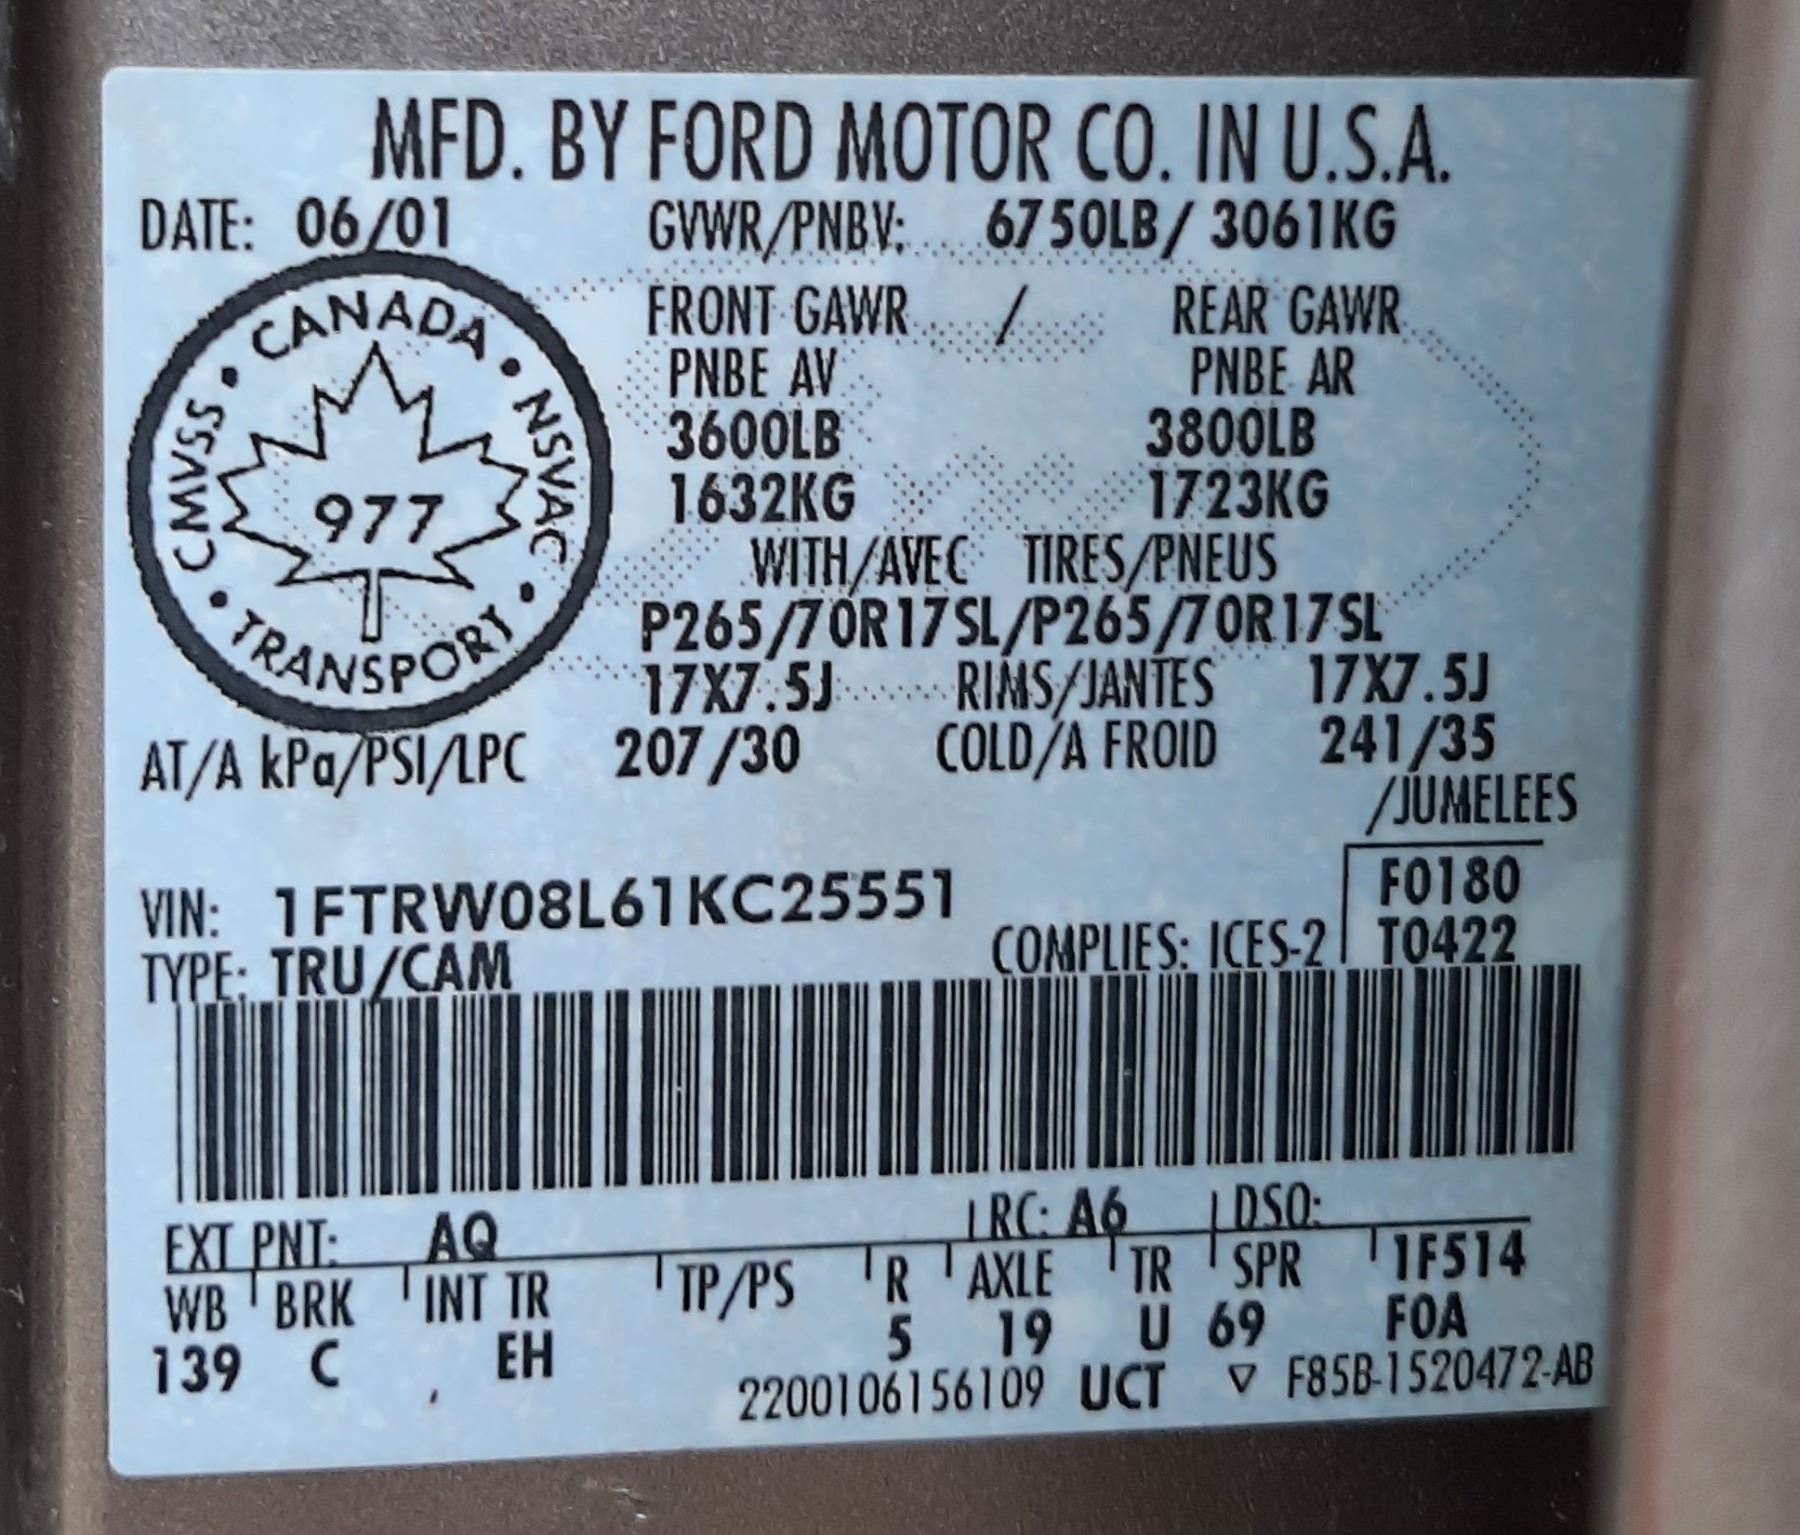 MFD. BY FORD MOTOR CO. IN U.S.A.
DATE: 06/01 GVWR/PNBV: 6750LB/ 3061KG
CANADA • NSVAC • TRANSPORT • CMVSS •
977
FRONT GAWR / REAR GAWR
PNBE AV PNBE AR
3600LB 3800LB
1632KG 1723KG
WITH/AVEC TIRES/PNEUS
P265/70R17SL/P265/70R17SL
17X7.5J RIMS/JANTES 17X7.5J
AT/A kPa/PSI/LPC 207/30 COLD/A FROID 241/35
/JUMELEES
VIN: 1FTRW08L61KC25551 F0180
TYPE: TRU/CAM COMPLIES: ICES-2 T0422
EXT PNT: AQ RC: A6 DSO:
WB BRK INT TR TP/PS R AXLE TR SPR 1F514
139 C EH 5 19 U 69 F0A
2200106156109 UCT ▽ F85B-1520472-AB